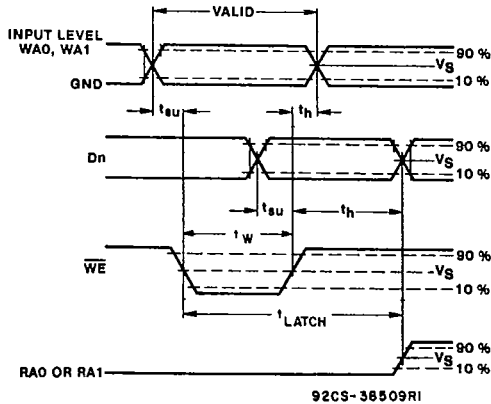 VALID
INPUT LEVEL
WA0, WA1
90 %
VS
10 %
GND
tsu
th
Dn
90 %
VS
10 %
tsu
th
tW
WE
90 %
VS
10 %
tLATCH
90 %
VS
10 %
RA0 OR RA1
92CS-38509RI